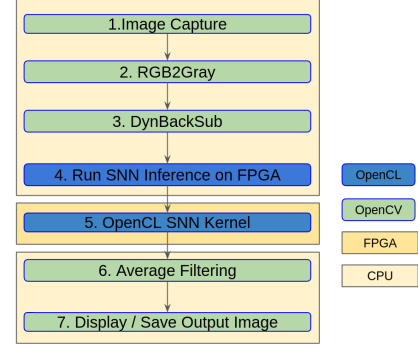 1.Image Capture
2. RGB2Gray
3. DynBackSub
4. Run SNN Inference on FPGA
5. OpenCL SNN Kernel
6. Average Filtering
7. Display / Save Output Image
OpenCL
OpenCV
FPGA
CPU